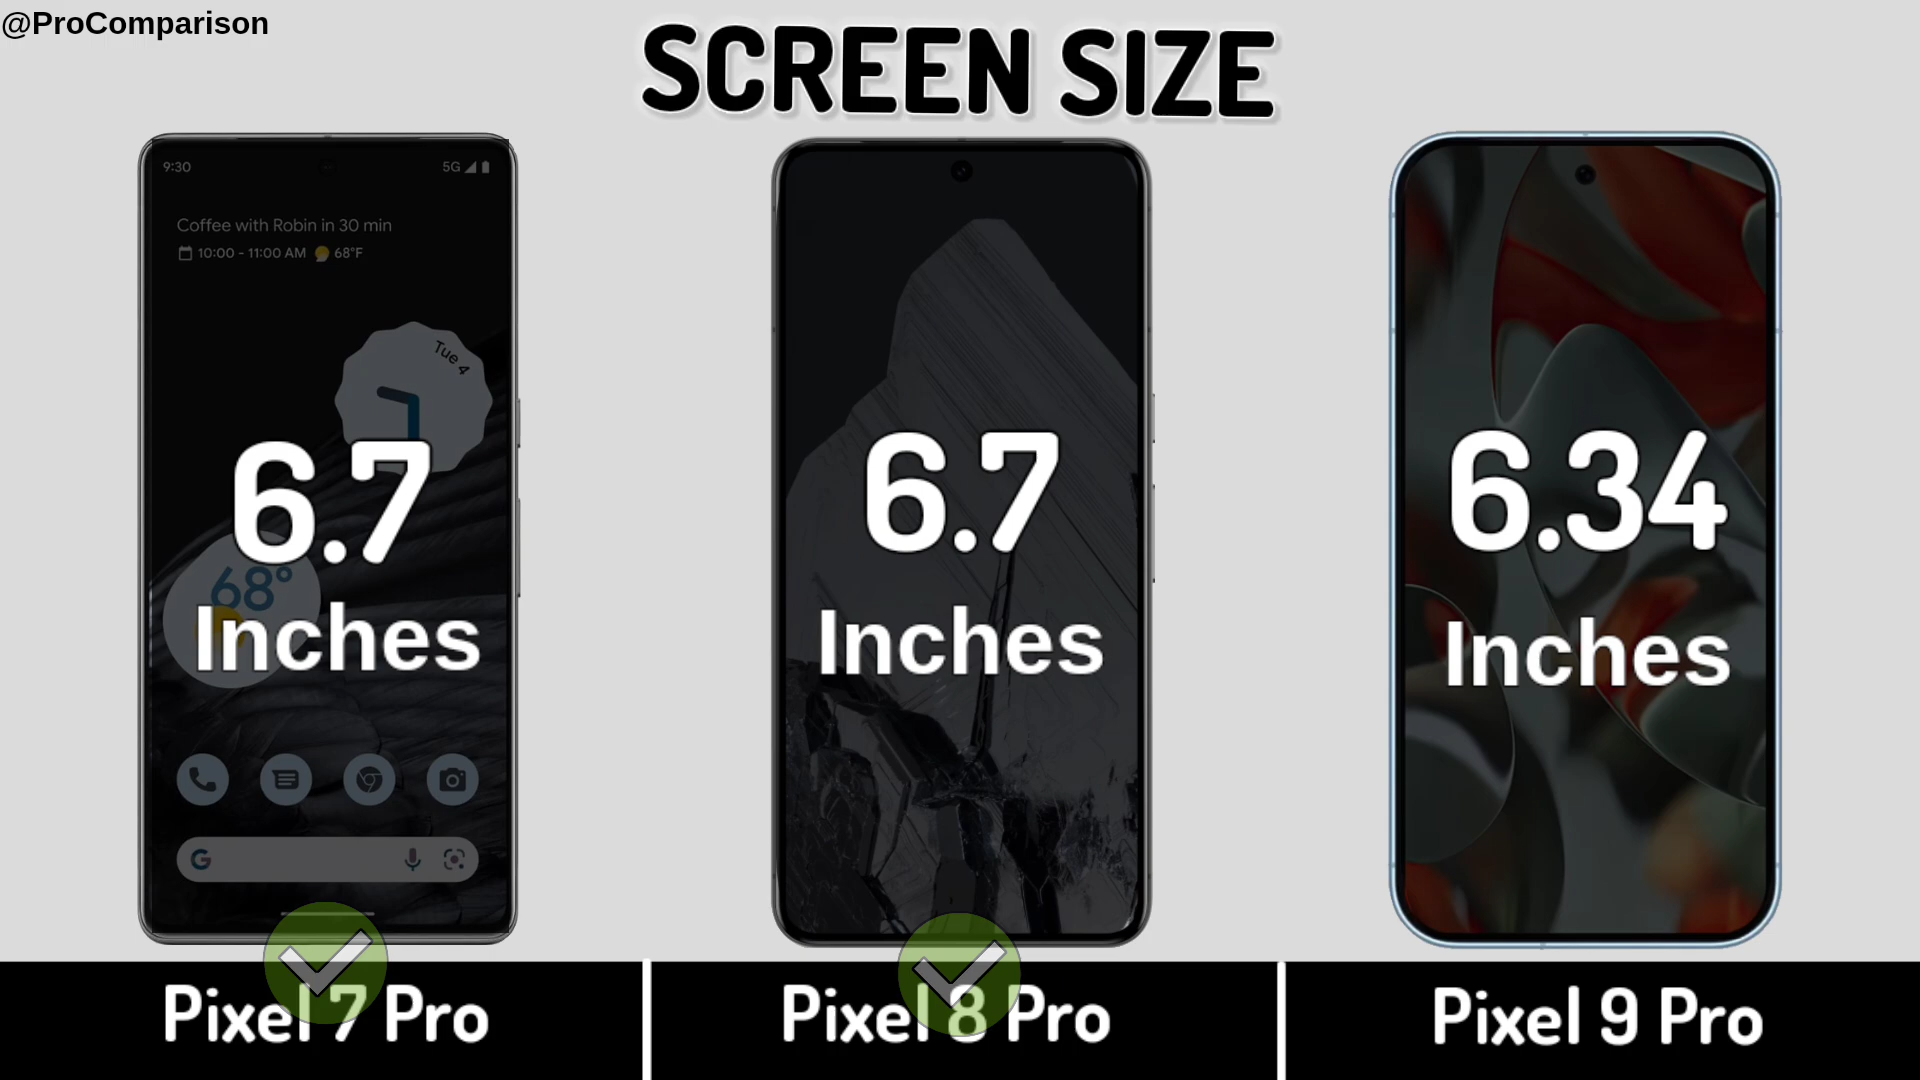 @ProComparison
SCREEN SIZE
9:30
5G
Coffee with Robin in 30 min
10:00 - 11:00 AM 68°F
Tue 4
68°
6.7
Inches
G
6.7
Inches
6.34
Inches
Pixel 7 Pro
Pixel 8 Pro
Pixel 9 Pro